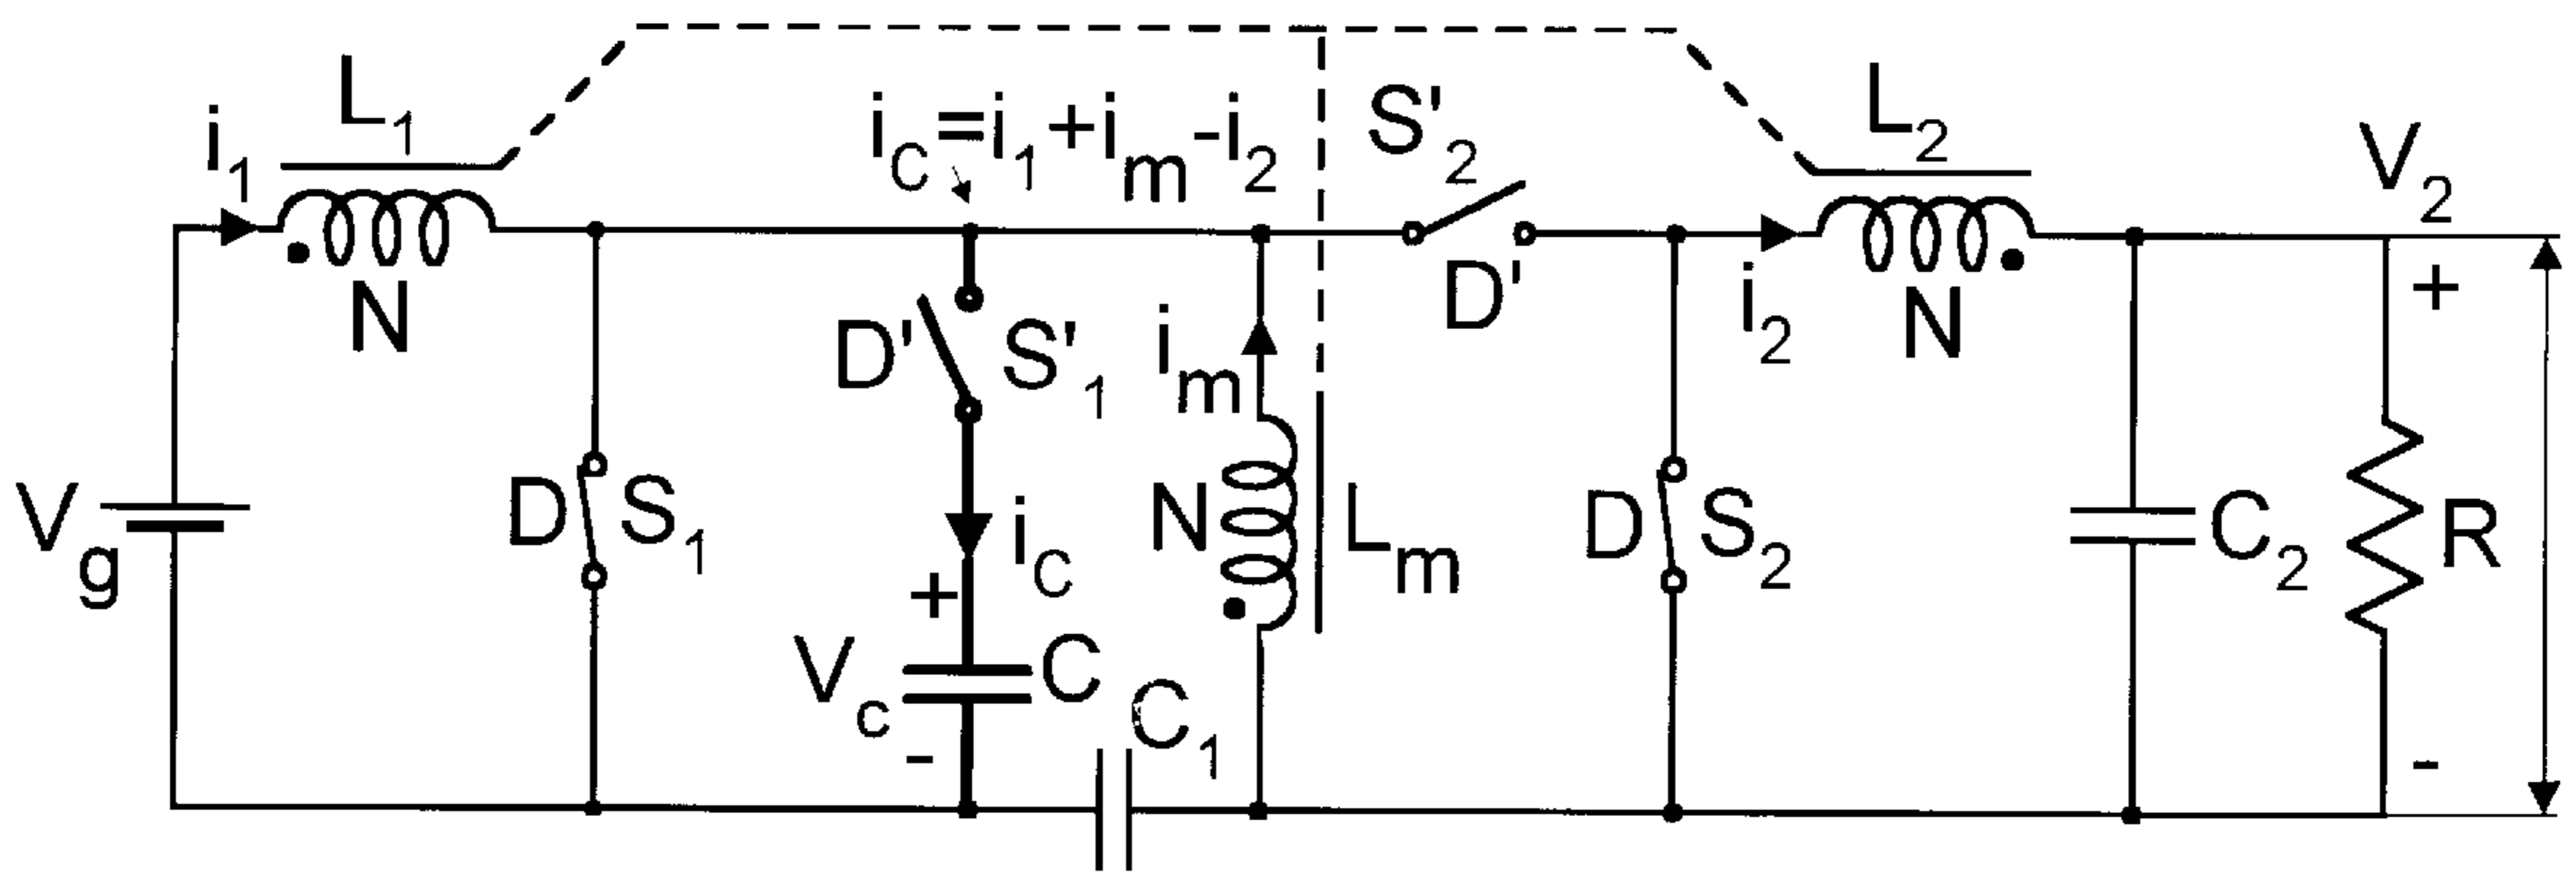 i1
L1
N
iC=i1+im-i2
S'2
D'
L2
i2
N
V2
+
Vg
D
S1
D'
S'1
iC
+
Vc
-
C
C1
im
N
Lm
D
S2
C2
R
-